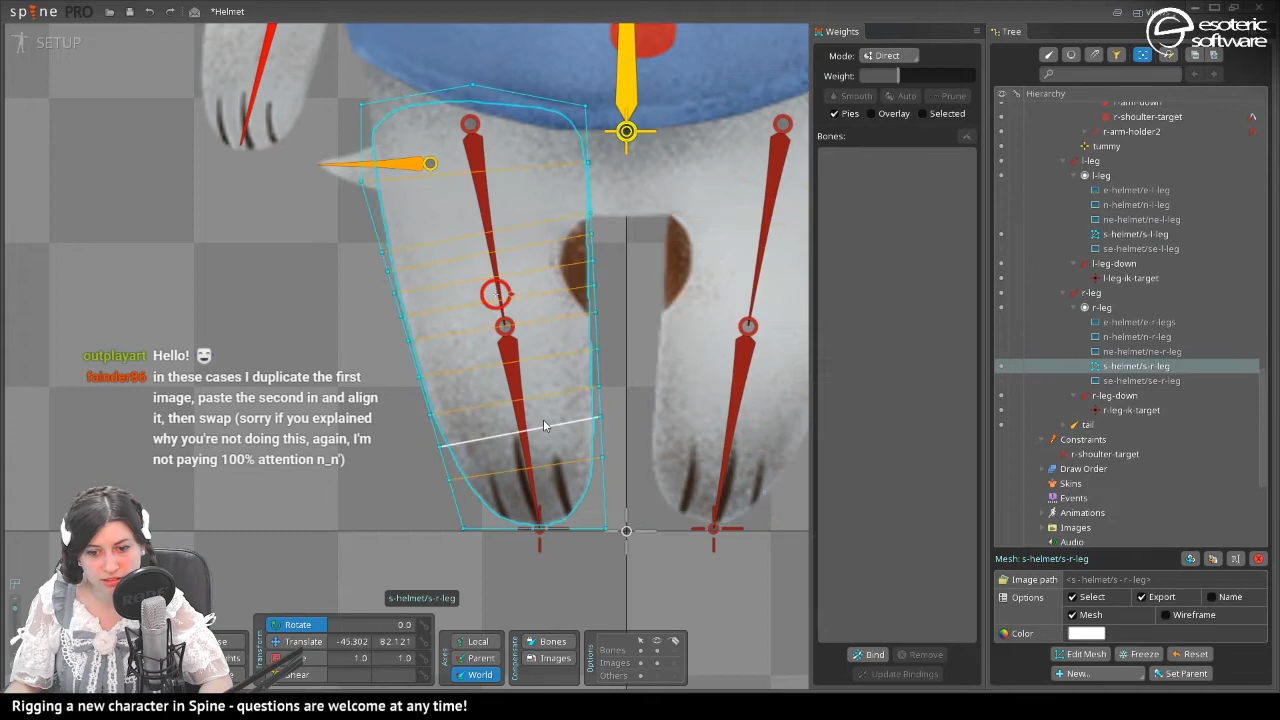 spine PRO
*Helmet
Views
esoteric
software
SETUP
Weights
Tree
Mode: Direct
Weight:
Smooth Auto Prune
Pies Overlay Selected
Bones:
Bind Remove
Update Bindings
Hierarchy
r-arm-down
r-shoulter-target
r-arm-holder2
tummy
l-leg
l-leg
e-helmet/e-l-leg
n-helmet/n-l-leg
ne-helmet/ne-l-leg
s-helmet/s-l-leg
se-helmet/se-l-leg
l-leg-down
l-leg-ik-target
r-leg
r-leg
e-helmet/e-r-legs
n-helmet/n-r-leg
ne-helmet/ne-r-leg
s-helmet/s-r-leg
se-helmet/se-r-leg
r-leg-down
r-leg-ik-target
tail
Constraints
r-shoulter-target
Draw Order
Skins
Events
Animations
Images
Audio
Mesh: s-helmet/s-r-leg
Image path <s-helmet/s-r-leg>
Options Select Export Name
Mesh Wireframe
Color
Edit Mesh Freeze Reset
New... Set Parent
outplayart Hello!
fainder86 in these cases I duplicate the first
image, paste the second in and align
it, then swap (sorry if you explained
why you're not doing this, again, I'm
not paying 100% attention n_n')
s-helmet/s-r-leg
Transform
Rotate 0.0
Translate -45.302 82.121
1.0 1.0
Shear
Axes
Local
Parent
World
Compensate
Bones
Images
Options
Bones
Images
Others
RODE
Rigging a new character in Spine - questions are welcome at any time!